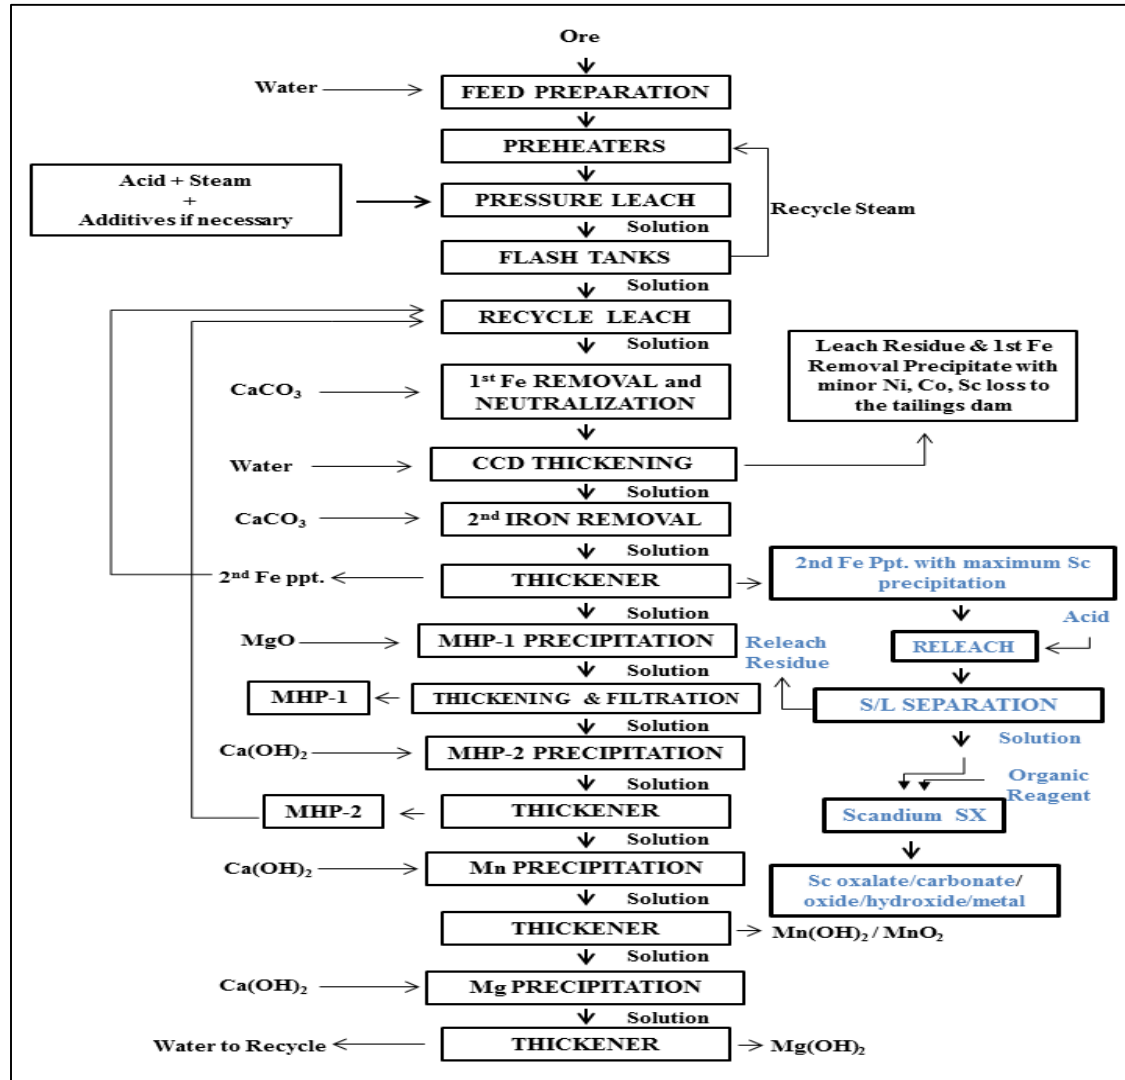 Ore
Water
FEED PREPARATION
PREHEATERS
Acid + Steam
+
Additives if necessary
PRESSURE LEACH
Recycle Steam
Solution
FLASH TANKS
Solution
RECYCLE LEACH
Solution
Leach Residue & 1st Fe
Removal Precipitate with
minor Ni, Co, Sc loss to
the tailings dam
CaCO₃
1ˢᵗ Fe REMOVAL and
NEUTRALIZATION
Water
CCD THICKENING
Solution
CaCO₃
2ⁿᵈ IRON REMOVAL
Solution
2ⁿᵈ Fe ppt.
THICKENER
2nd Fe Ppt. with maximum Sc
precipitation
Solution
MgO
MHP-1 PRECIPITATION
Releach
Residue
Acid
RELEACH
Solution
MHP-1
THICKENING & FILTRATION
S/L SEPARATION
Solution
Solution
Ca(OH)₂
MHP-2 PRECIPITATION
Organic
Reagent
Solution
MHP-2
THICKENER
Scandium SX
Solution
Ca(OH)₂
Mn PRECIPITATION
Sc oxalate/carbonate/
oxide/hydroxide/metal
Solution
THICKENER
Mn(OH)₂ / MnO₂
Solution
Ca(OH)₂
Mg PRECIPITATION
Solution
Water to Recycle
THICKENER
Mg(OH)₂